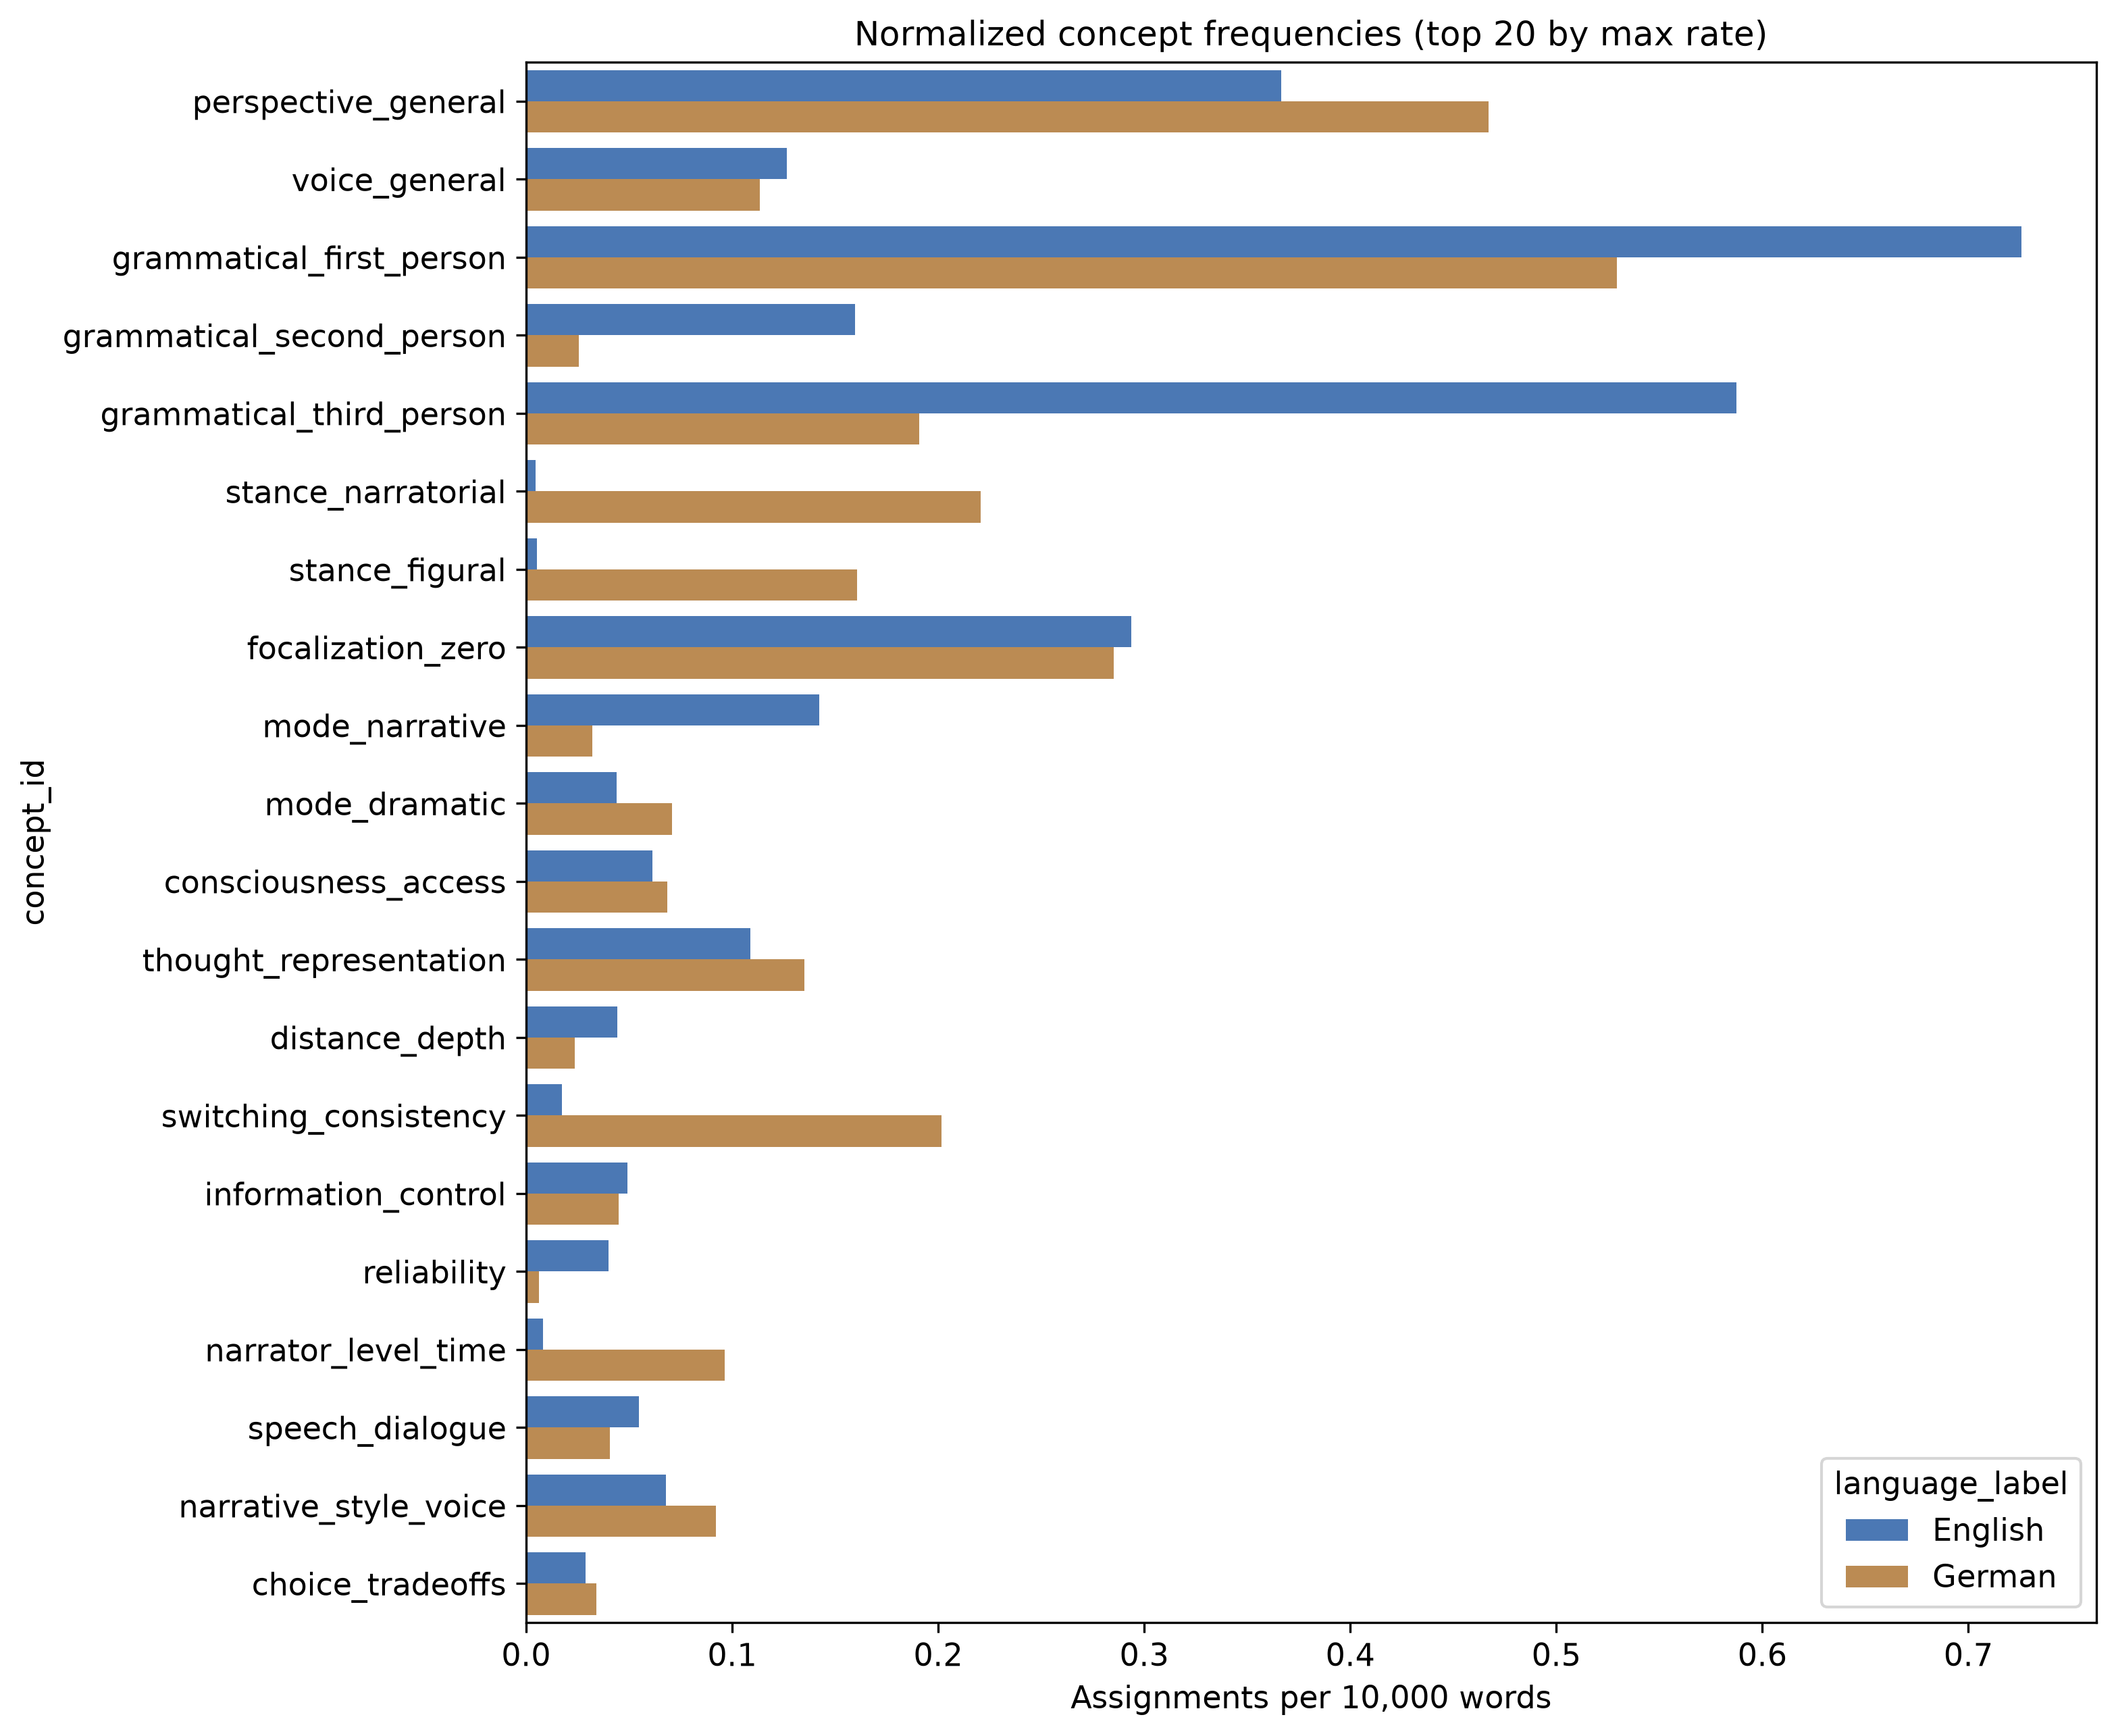 Normalized concept frequencies (top 20 by max rate)
perspective_general
voice_general
grammatical_first_person
grammatical_second_person
grammatical_third_person
stance_narratorial
stance_figural
focalization_zero
mode_narrative
mode_dramatic
consciousness_access
thought_representation
distance_depth
switching_consistency
information_control
reliability
narrator_level_time
speech_dialogue
narrative_style_voice
choice_tradeoffs
concept_id
language_label
English
German
0.0 0.1 0.2 0.3 0.4 0.5 0.6 0.7
Assignments per 10,000 words